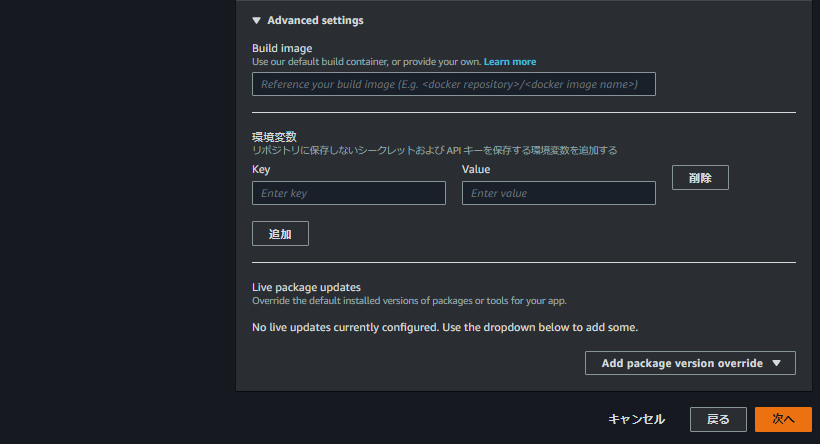 Advanced settings
Build image
Use our default build container, or provide your own. Learn more
Reference your build image (E.g. <docker repository>/<docker image name>)
環境変数
リポジトリに保存しないシークレットおよび API キーを保存する環境変数を追加する
Key Value
Enter key Enter value 削除
追加
Live package updates
Override the default installed versions of packages or tools for your app.
No live updates currently configured. Use the dropdown below to add some.
Add package version override
キャンセル 戻る 次へ